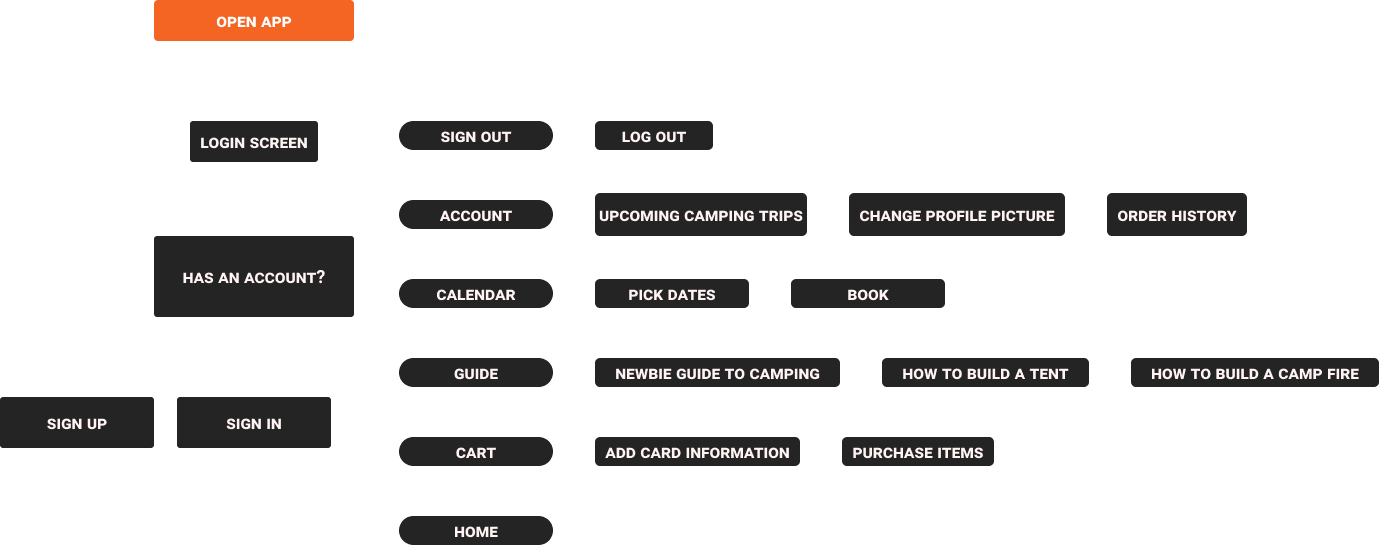 OPEN APP
LOGIN SCREEN
SIGN OUT
LOG OUT
ACCOUNT
UPCOMING CAMPING TRIPS
CHANGE PROFILE PICTURE
ORDER HISTORY
HAS AN ACCOUNT?
CALENDAR
PICK DATES
BOOK
GUIDE
NEWBIE GUIDE TO CAMPING
HOW TO BUILD A TENT
HOW TO BUILD A CAMP FIRE
SIGN UP
SIGN IN
CART
ADD CARD INFORMATION
PURCHASE ITEMS
HOME